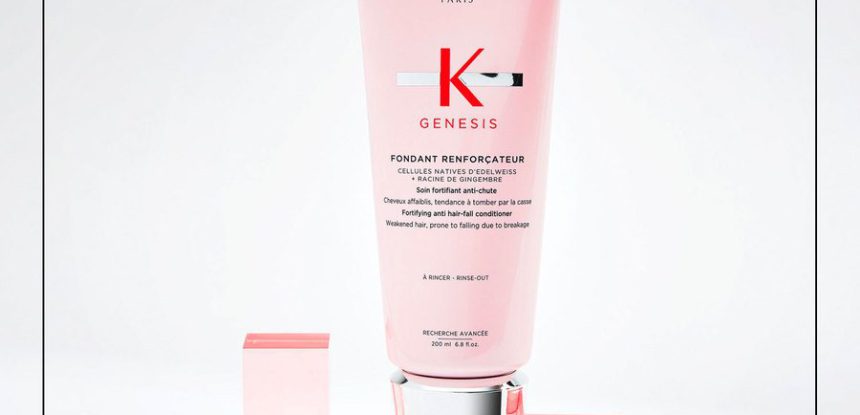 PARIS
K
GENESIS
FONDANT RENFORÇATEUR
CELLULES NATIVES D'EDELWEISS
+ RACINE DE GINGEMBRE
Soin fortifiant anti-chute
Cheveux affaiblis, tendance à tomber par la casse
Fortifying anti hair-fall conditioner
Weakened hair, prone to falling due to breakage
À RINCER - RINSE-OUT
RECHERCHE AVANCÉE
200 ml 6.8 fl.oz.